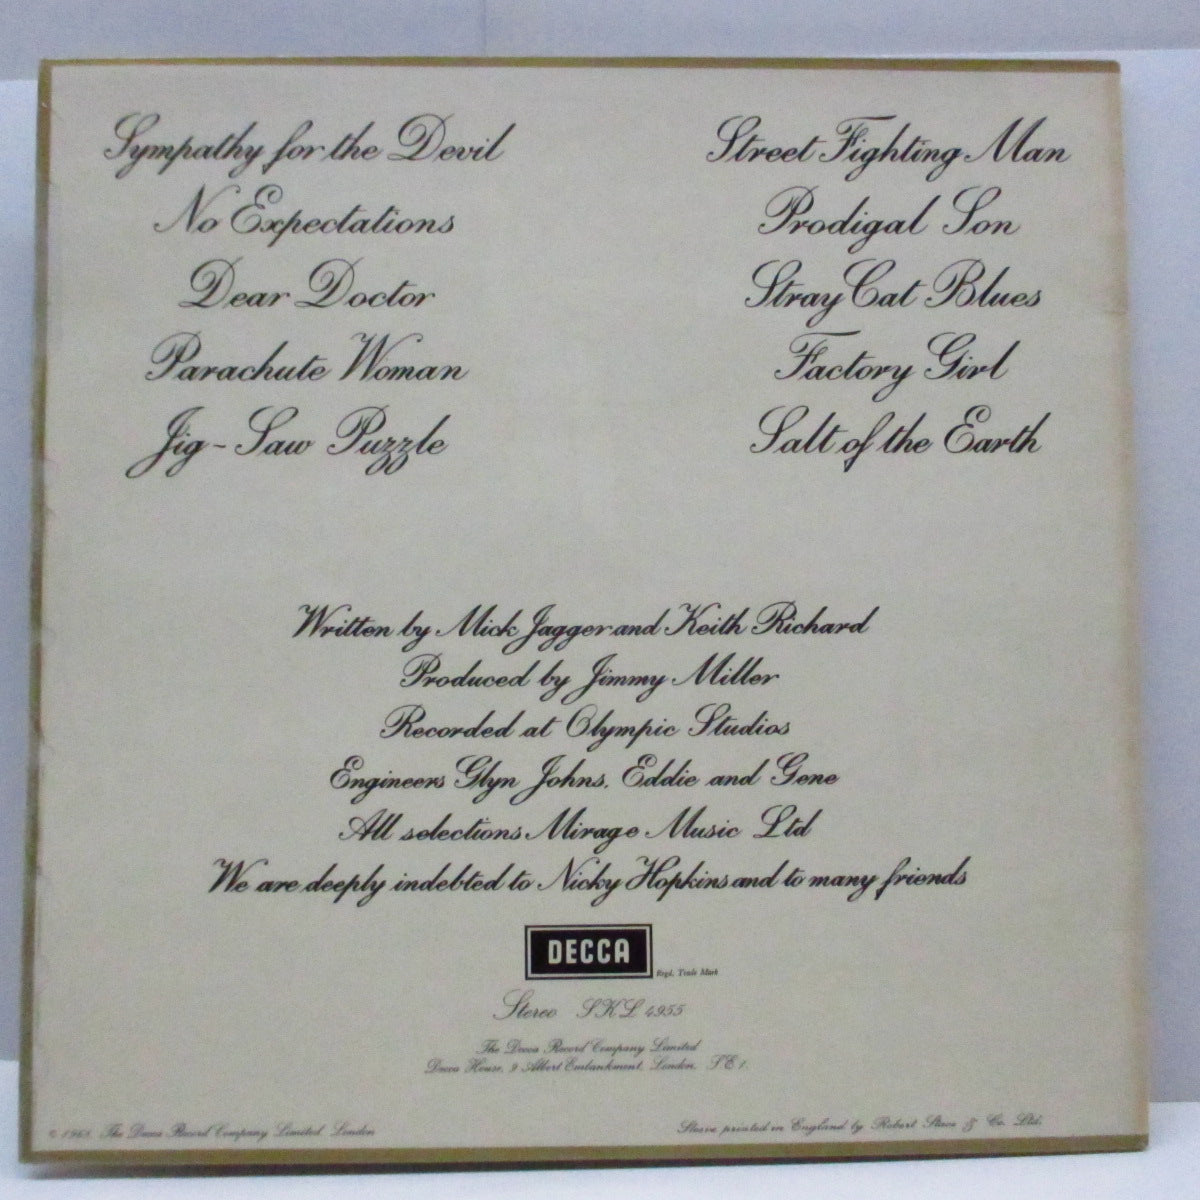 Sympathy for the Devil
No Expectations
Dear Doctor
Parachute Woman
Jig-Saw Puzzle
Street Fighting Man
Prodigal Son
Stray Cat Blues
Factory Girl
Salt of the Earth
Written by Mick Jagger and Keith Richard
Produced by Jimmy Miller
Recorded at Olympic Studios
Engineers Glyn Johns, Eddie and Gene
All selections Mirage Music Ltd
We are deeply indebted to Nicky Hopkins and to many friends
DECCA
Regd. Trade Mark
Stereo SKL 4955
The Decca Record Company Limited
Decca House, 9 Albert Embankment, London, SE1.
© 1968. The Decca Record Company Limited, London
Sleeve printed in England by Robert Stace & Co. Ltd.